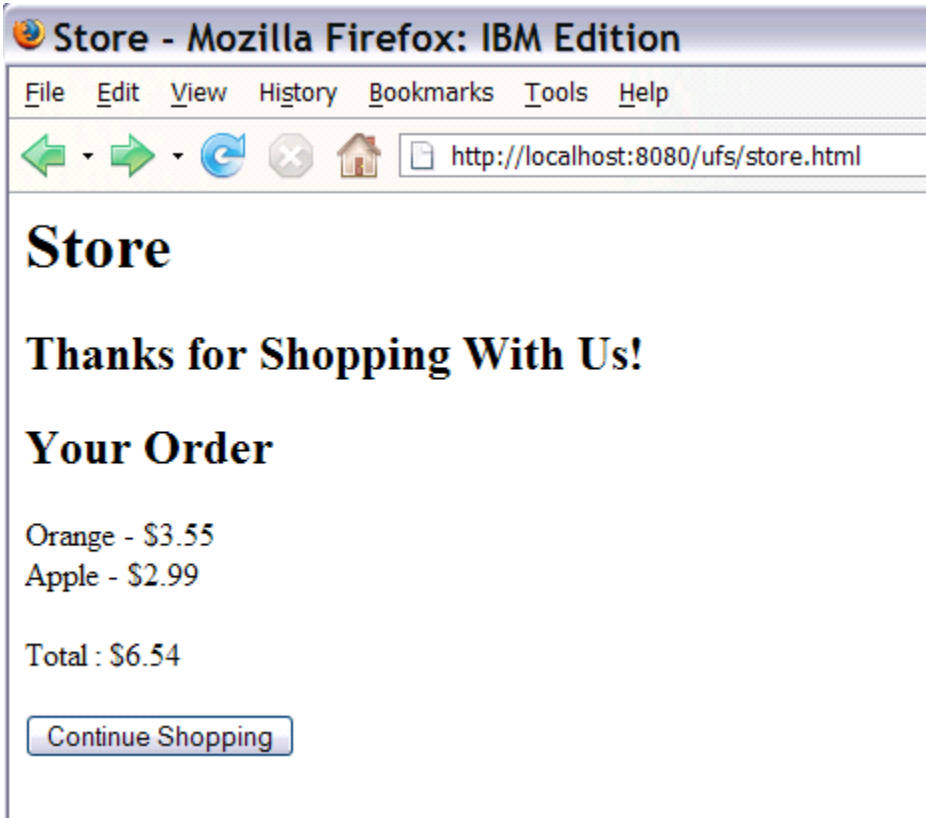 Store - Mozilla Firefox: IBM Edition
File Edit View History Bookmarks Tools Help
http://localhost:8080/ufs/store.html
Store
Thanks for Shopping With Us!
Your Order
Orange - $3.55
Apple - $2.99
Total : $6.54
Continue Shopping